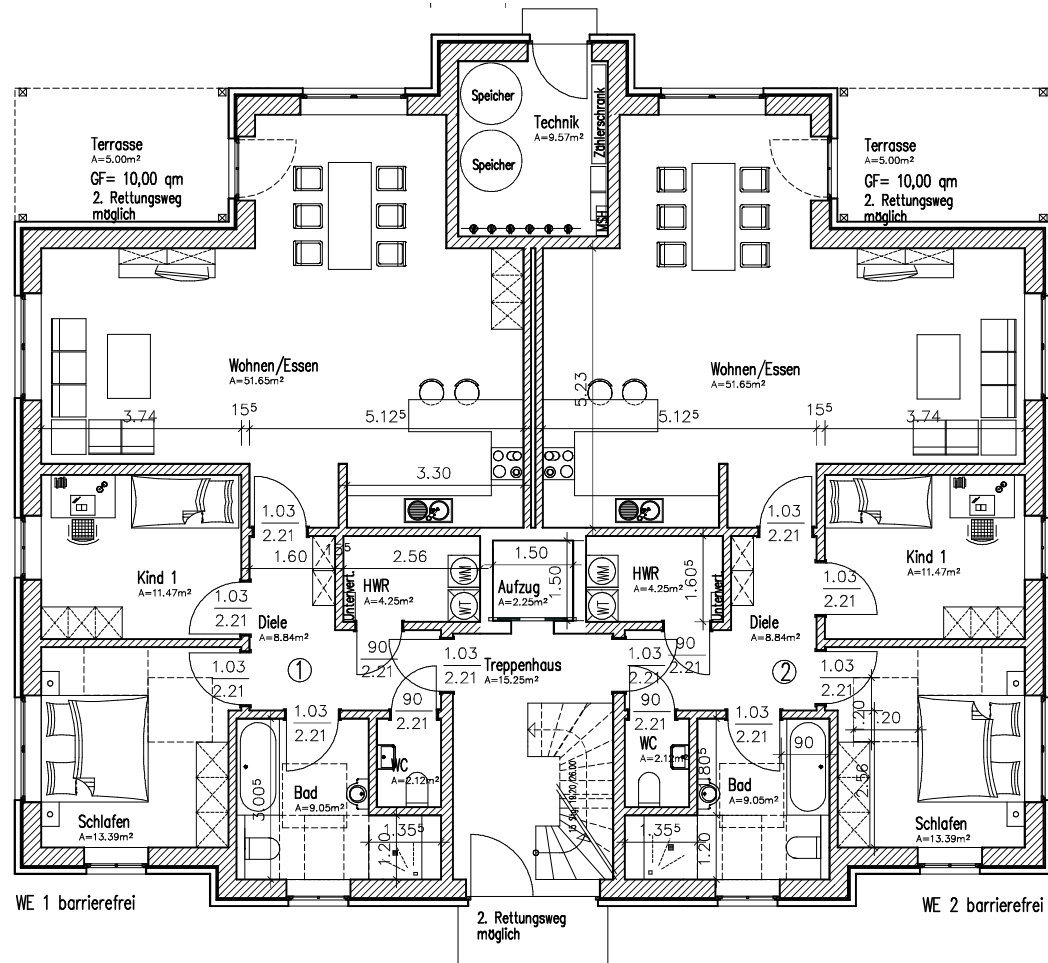 Speicher
Speicher
Technik
A=9.57m²
Zählerschrank
MSH
Terrasse
A=5.00m²
GF= 10,00 qm
2. Rettungsweg
möglich
Terrasse
A=5.00m²
GF= 10,00 qm
2. Rettungsweg
möglich
Wohnen/Essen
A=51.65m²
Wohnen/Essen
A=51.65m²
5.23
3.74
15⁵
5.12⁵
5.12⁵
15⁵
3.74
3.30
1.03
2.21
1.03
2.21
1.60
2.56
1.50
1.50
1.60⁵
Kind 1
A=11.47m²
Kind 1
A=11.47m²
Untervert.
HWR
A=4.25m²
WM
WT
Aufzug
A=2.25m²
WM
WT
HWR
A=4.25m²
Untervert.
1.03
2.21
1.03
2.21
Diele
A=8.84m²
Diele
A=8.84m²
1
2
90
2.21
1.03
2.21
Treppenhaus
A=15.25m²
1.03
2.21
90
2.21
1.03
2.21
1.03
2.21
90
2.21
90
2.21
1.03
2.21
1.03
2.21
WC
A=2.12m²
WC
A=2.12m²
1.20
1.20
90
2.56
3.00⁵
Bad
A=9.05m²
Bad
A=9.05m²
1.80⁵
Schlafen
A=13.39m²
Schlafen
A=13.39m²
1.35⁵
1.20
1.35⁵
1.20
WE 1 barrierefrei
2. Rettungsweg
möglich
WE 2 barrierefrei